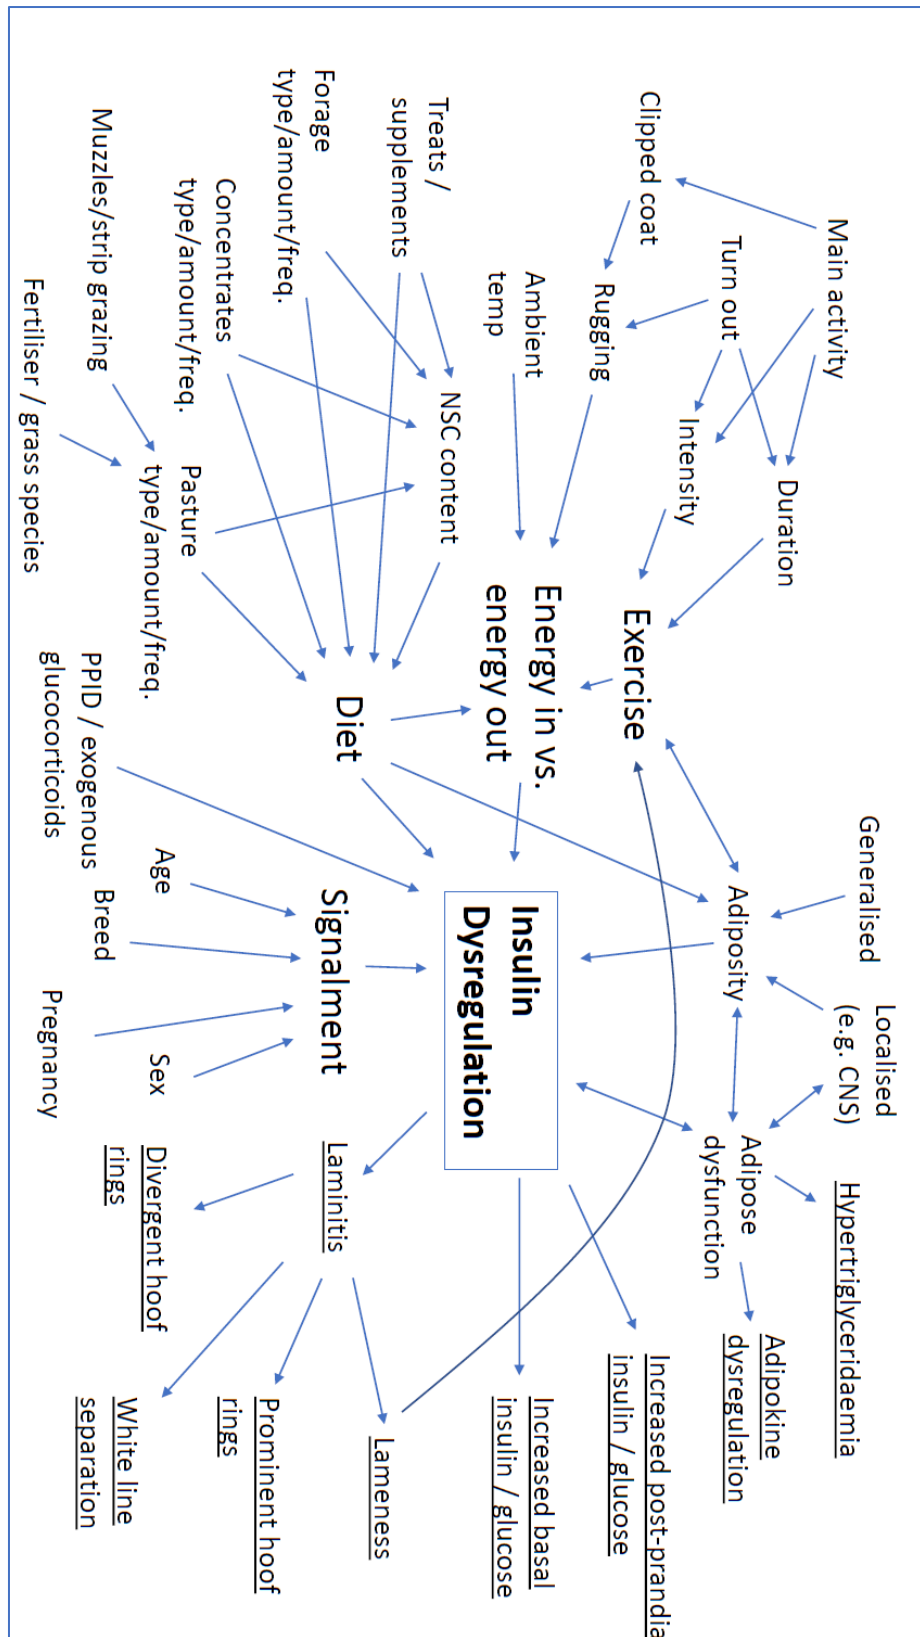 Generalised
Localised
(e.g. CNS)
Hypertriglyceridaemia
Main activity
Turn out
Clipped coat
Duration
Intensity
Rugging
Ambient
temp
Exercise
Adiposity
Adipose
dysfunction
Adipokine
dysregulation
Increased post-prandia
insulin / glucose
Energy in vs.
energy out
Insulin
Dysregulation
Increased basal
insulin / glucose
Treats /
supplements
NSC content
Forage
type/amount/freq.
Concentrates
type/amount/freq.
Diet
Signalment
Laminitis
Lameness
Muzzles/strip grazing
Pasture
type/amount/freq.
Fertiliser / grass species
PPID / exogenous
glucocorticoids
Age
Breed
Sex
Pregnancy
Divergent hoof
rings
Prominent hoof
rings
White line
separation